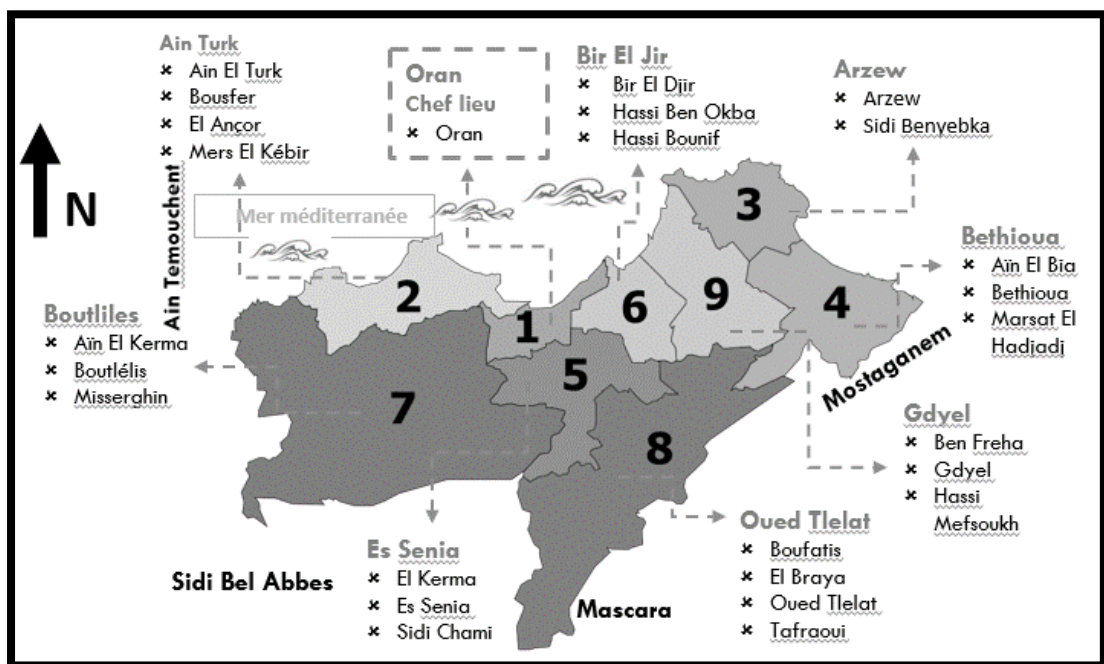 Ain Turk
Ain El Turk
Bousfer
El Ançor
Mers El Kébir
Oran
Chef lieu
Oran
Bir El Jir
Bir El Djir
Hassi Ben Okba
Hassi Bounif
Arzew
Arzew
Sidi Benyebka
N
Ain Temouchent
Mer méditerranée
Bethioua
Aïn El Bia
Bethioua
Marsat El
Hadjadj
Boutliles
Aïn El Kerma
Boutlélis
Misserghin
1
2
3
4
5
6
7
8
9
Mostaganem
Gdyel
Ben Freha
Gdyel
Hassi
Mefsoukh
Oued Tlelat
Boufatis
El Braya
Oued Tlelat
Tafraoui
Es Senia
El Kerma
Es Senia
Sidi Chami
Sidi Bel Abbes
Mascara